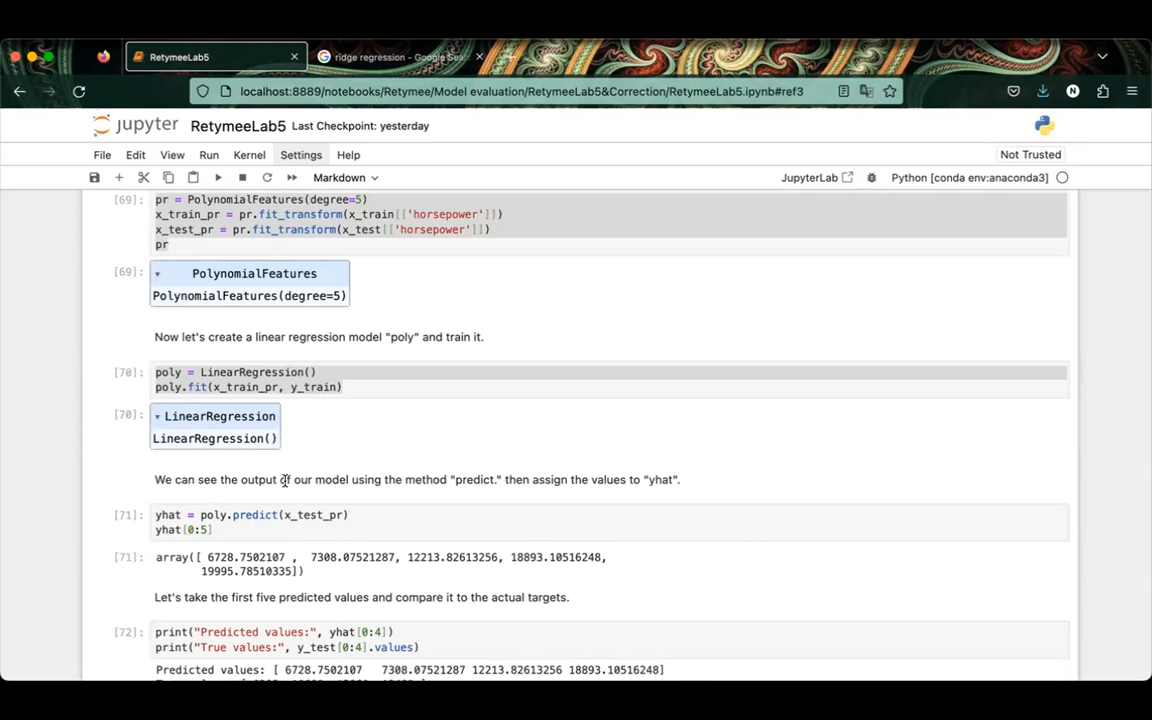 RetymeeLab5
ridge regression - Google Sea
localhost:8889/notebooks/Retymee/Model evaluation/RetymeeLab5&Correction/RetymeeLab5.ipynb#ref3
N
jupyter RetymeeLab5 Last Checkpoint: yesterday
File Edit View Run Kernel Settings Help
Not Trusted
Markdown
JupyterLab
Python [conda env:anaconda3]
[69]: pr = PolynomialFeatures(degree=5)
x_train_pr = pr.fit_transform(x_train[['horsepower']])
x_test_pr = pr.fit_transform(x_test[['horsepower']])
pr
[69]: PolynomialFeatures
PolynomialFeatures(degree=5)
Now let's create a linear regression model "poly" and train it.
[70]: poly = LinearRegression()
poly.fit(x_train_pr, y_train)
[70]: LinearRegression
LinearRegression()
We can see the output of our model using the method "predict." then assign the values to "yhat".
[71]: yhat = poly.predict(x_test_pr)
yhat[0:5]
[71]: array([ 6728.7502107 , 7308.07521287, 12213.82613256, 18893.10516248,
19995.78510335])
Let's take the first five predicted values and compare it to the actual targets.
[72]: print("Predicted values:", yhat[0:4])
print("True values:", y_test[0:4].values)
Predicted values: [ 6728.7502107 7308.07521287 12213.82613256 18893.10516248]